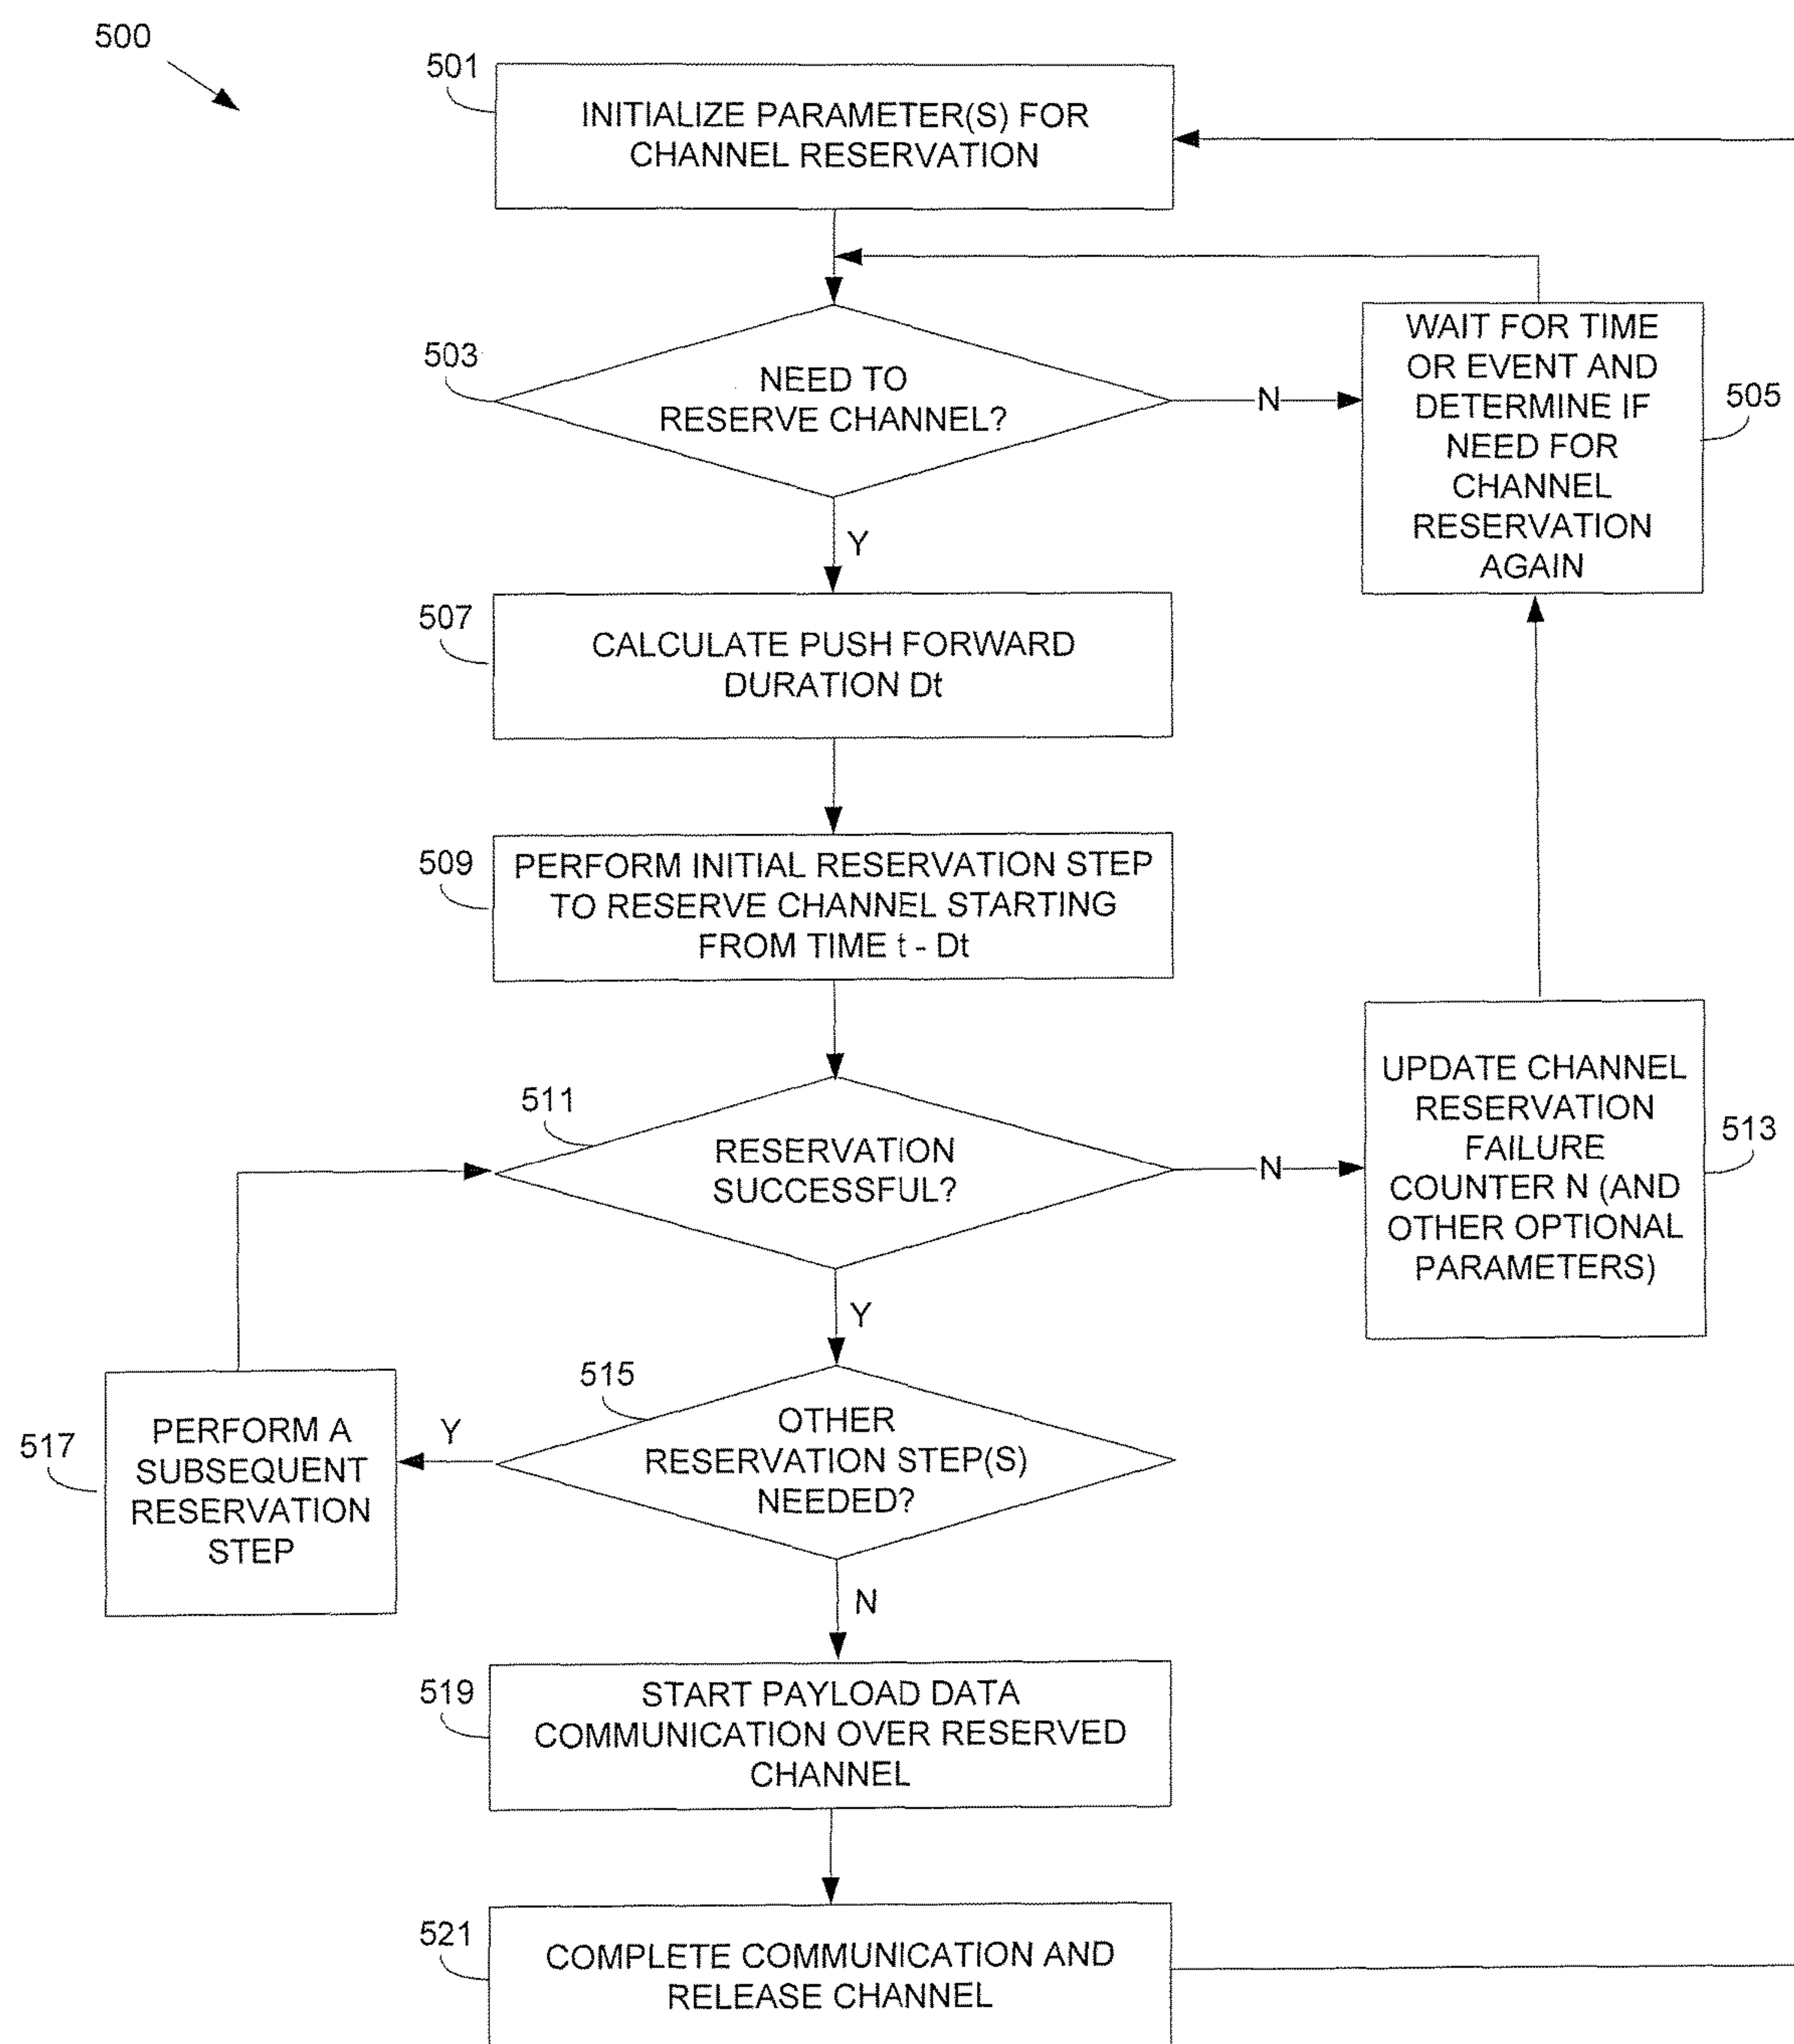 500
501
INITIALIZE PARAMETER(S) FOR
CHANNEL RESERVATION
503
NEED TO
RESERVE CHANNEL?
N
WAIT FOR TIME
OR EVENT AND
DETERMINE IF
NEED FOR
CHANNEL
RESERVATION
AGAIN
505
Y
507
CALCULATE PUSH FORWARD
DURATION Dt
509
PERFORM INITIAL RESERVATION STEP
TO RESERVE CHANNEL STARTING
FROM TIME t - Dt
511
RESERVATION
SUCCESSFUL?
N
UPDATE CHANNEL
RESERVATION
FAILURE
COUNTER N (AND
OTHER OPTIONAL
PARAMETERS)
513
Y
515
OTHER
RESERVATION STEP(S)
NEEDED?
Y
517
PERFORM A
SUBSEQUENT
RESERVATION
STEP
N
519
START PAYLOAD DATA
COMMUNICATION OVER RESERVED
CHANNEL
521
COMPLETE COMMUNICATION AND
RELEASE CHANNEL